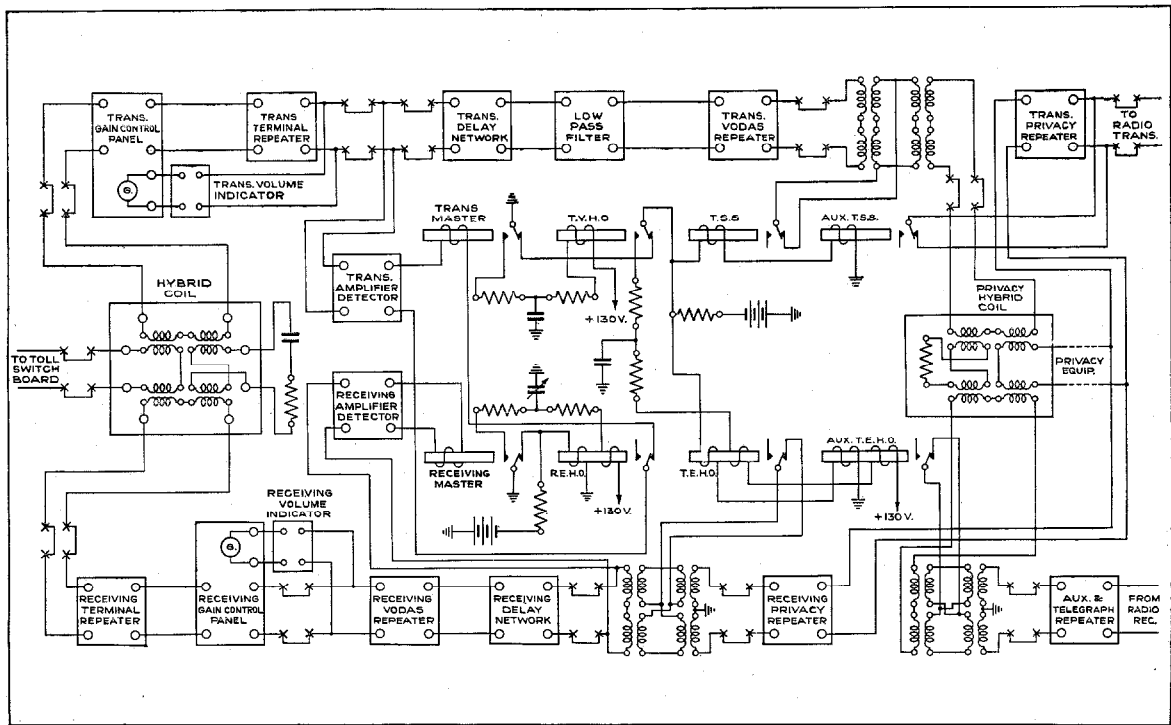 TRANS.
GAIN CONTROL
PANEL
TRANS.
TERMINAL
REPEATER
TRANS.
DELAY
NETWORK
LOW
PASS
FILTER
TRANS.
VODAS
REPEATER
TRANS.
PRIVACY
REPEATER
TO
RADIO
TRANS.
G.
TRANS. VOLUME
INDICATOR
TRANS
MASTER
T.V.H.O
T.S.S
AUX. T.S.S.
TRANS.
AMPLIFIER
DETECTOR
+130V.
HYBRID
COIL
PRIVACY
HYBRID
COIL
TO TOLL
SWITCH
BOARD
PRIVACY
EQUIP.
RECEIVING
AMPLIFIER
DETECTOR
RECEIVING
MASTER
R.E.H.O.
+130V.
T.E.H.O.
AUX. T.E.H.O.
+130V.
RECEIVING
VOLUME
INDICATOR
G.
RECEIVING
TERMINAL
REPEATER
RECEIVING
GAIN CONTROL
PANEL
RECEIVING
VODAS
REPEATER
RECEIVING
DELAY
NETWORK
RECEIVING
PRIVACY
REPEATER
AUX. &
TELEGRAPH
REPEATER
FROM
RADIO
REC.